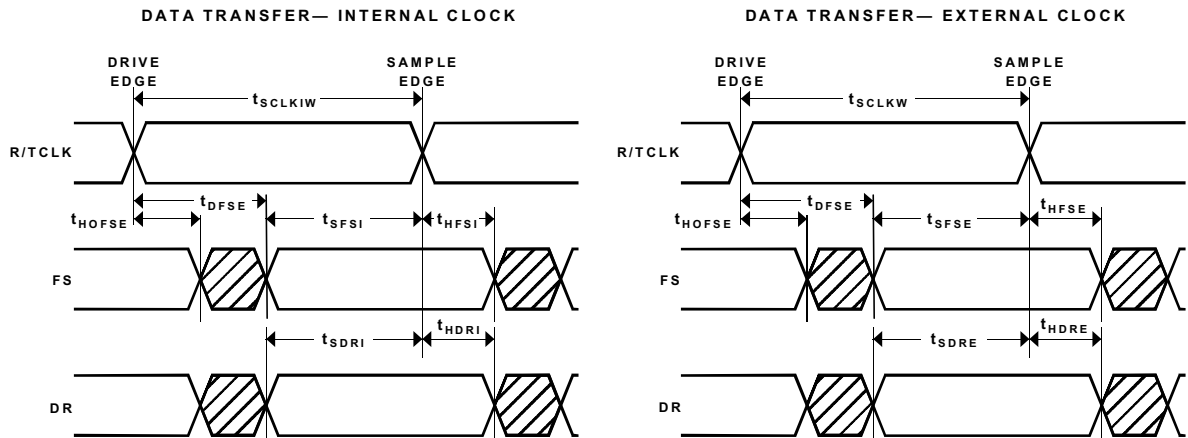 DATA TRANSFER— INTERNAL CLOCK
DRIVE EDGE
SAMPLE EDGE
tSCLKIW
R/TCLK
tDFSE
tHOFSE
tSFSI
tHFSI
FS
tSDRI
tHDRI
DR
DATA TRANSFER— EXTERNAL CLOCK
DRIVE EDGE
SAMPLE EDGE
tSCLKW
R/TCLK
tDFSE
tHOFSE
tSFSE
tHFSE
FS
tSDRE
tHDRE
DR